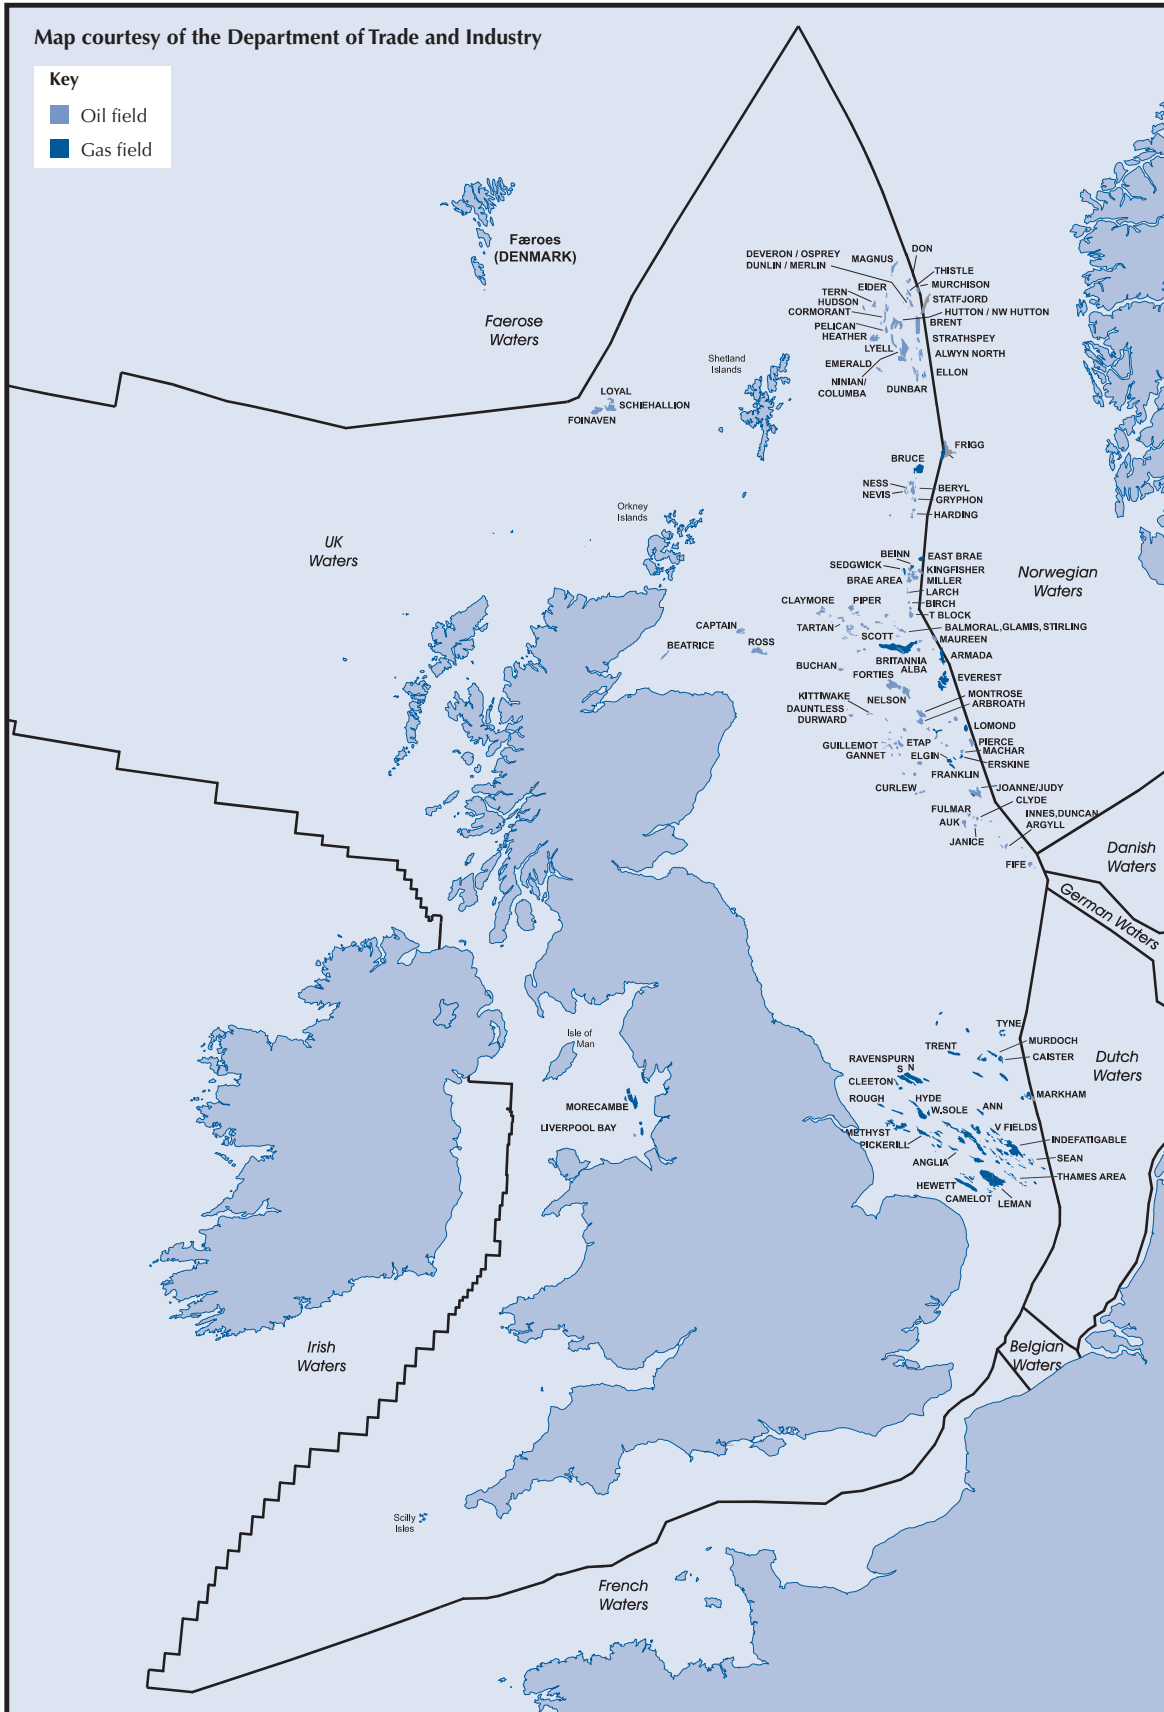 Map courtesy of the Department of Trade and Industry
Key
Oil field
Gas field
Færoes
(DENMARK)
Faerose
Waters
DON
DEVERON / OSPREY
DUNLIN / MERLIN
MAGNUS
THISTLE
MURCHISON
EIDER
TERN
HUDSON
STATFJORD
CORMORANT
HUTTON / NW HUTTON
BRENT
PELICAN
HEATHER
STRATHSPEY
LYELL
ALWYN NORTH
EMERALD
ELLON
NINIAN/
COLUMBA
DUNBAR
Shetland
Islands
LOYAL
SCHIEHALLION
FOINAVEN
FRIGG
BRUCE
NESS
NEVIS
BERYL
GRYPHON
HARDING
Orkney
Islands
UK
Waters
BEINN
EAST BRAE
SEDGWICK
KINGFISHER
BRAE AREA
MILLER
LARCH
Norwegian
Waters
CLAYMORE
PIPER
BIRCH
T BLOCK
CAPTAIN
TARTAN
BALMORAL, GLAMIS, STIRLING
SCOTT
MAUREEN
BEATRICE
ROSS
BRITANNIA
ARMADA
BUCHAN
ALBA
FORTIES
EVEREST
KITTIWAKE
NELSON
MONTROSE
ARBROATH
DAUNTLESS
DURWARD
LOMOND
GUILLEMOT
ETAP
PIERCE
MACHAR
GANNET
ELGIN
ERSKINE
FRANKLIN
CURLEW
JOANNE/JUDY
CLYDE
FULMAR
INNES, DUNCAN
AUK
ARGYLL
JANICE
FIFE
Danish
Waters
German Waters
TYNE
Isle of
Man
TRENT
MURDOCH
CAISTER
Dutch
Waters
RAVENSPURN
S N
CLEETON
MORECAMBE
ROUGH
HYDE
W.SOLE
ANN
MARKHAM
LIVERPOOL BAY
METHYST
V FIELDS
PICKERILL
INDEFATIGABLE
ANGLIA
SEAN
THAMES AREA
HEWETT
CAMELOT
LEMAN
Irish
Waters
Belgian
Waters
Scilly
Isles
French
Waters